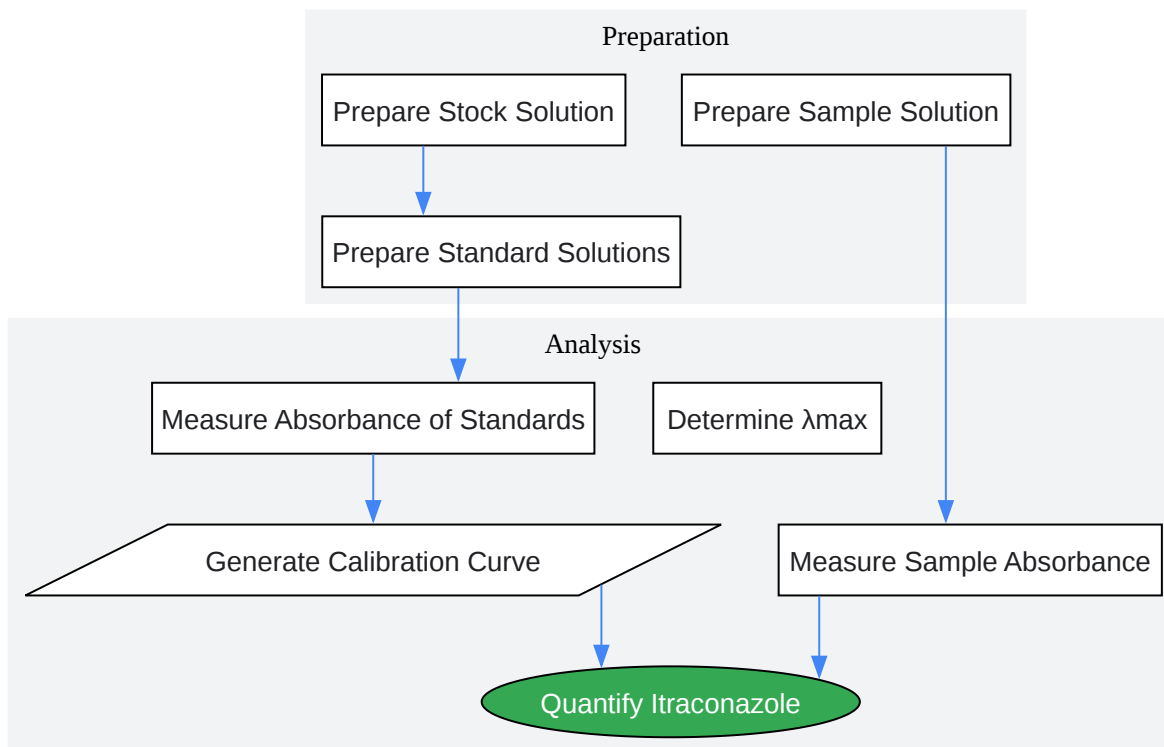 Preparation
Prepare Stock Solution
Prepare Sample Solution
Prepare Standard Solutions
Analysis
Measure Absorbance of Standards
Determine λmax
Generate Calibration Curve
Measure Sample Absorbance
Quantify Itraconazole